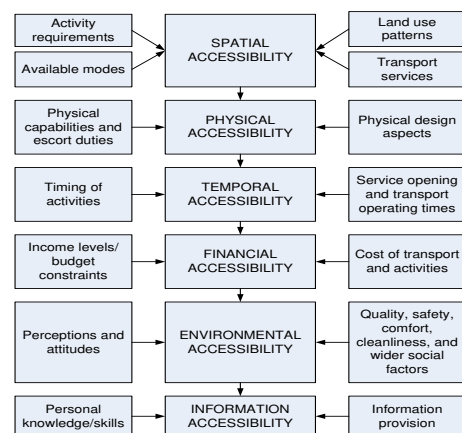 Activity
requirements
Available modes
SPATIAL
ACCESSIBILITY
Land use
patterns
Transport
services
Physical
capabilities and
escort duties
PHYSICAL
ACCESSIBILITY
Physical design
aspects
Timing of
activities
TEMPORAL
ACCESSIBILITY
Service opening
and transport
operating times
Income levels/
budget
constraints
FINANCIAL
ACCESSIBILITY
Cost of transport
and activities
Perceptions and
attitudes
ENVIRONMENTAL
ACCESSIBILITY
Quality, safety,
comfort,
cleanliness, and
wider social
factors
Personal
knowledge/skills
INFORMATION
ACCESSIBILITY
Information
provision